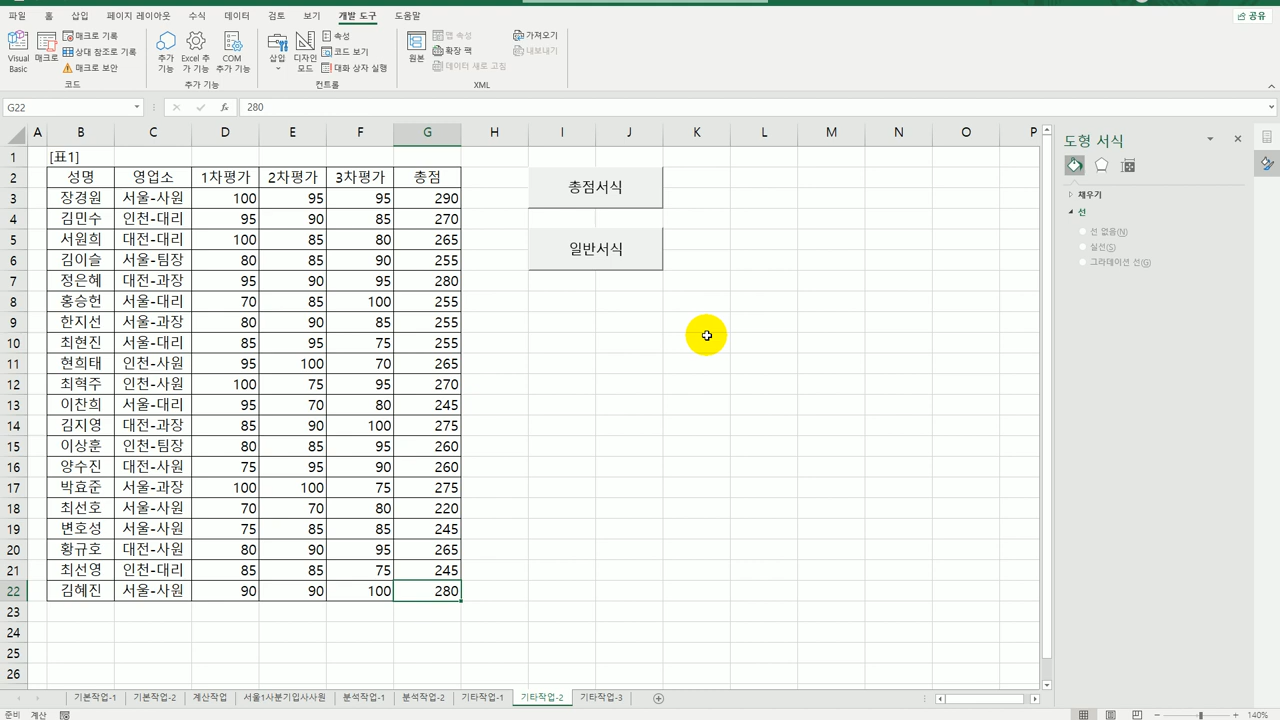 파일 홈 삽입 페이지 레이아웃 수식 데이터 검토 보기 개발 도구 도움말 공유
Visual Basic 매크로 매크로 기록 상대 참조로 기록 매크로 보안 코드
추가 기능 Excel 추가 기능 COM 추가 기능 추가 기능
삽입 디자인 모드 속성 코드 보기 대화 상자 실행 컨트롤
원본 맵 속성 확장 팩 데이터 새로 고침 가져오기 내보내기 XML
G22 fx 280
A B C D E F G H I J K L M N O P
1 [표1]
2 성명 영업소 1차평가 2차평가 3차평가 총점
3 장경원 서울-사원 100 95 95 290
4 김민수 인천-대리 95 90 85 270
5 서원희 대전-대리 100 85 80 265
6 김이슬 서울-팀장 80 85 90 255
7 정은혜 대전-과장 95 95 90 280
8 홍승헌 서울-대리 70 85 100 255
9 한지선 서울-과장 80 90 85 255
10 최현진 서울-대리 85 95 75 255
11 현희태 인천-사원 95 100 70 265
12 최혁주 인천-사원 100 75 95 270
13 이찬희 서울-대리 95 70 80 245
14 김지영 대전-과장 85 90 100 275
15 이상훈 인천-팀장 80 85 95 260
16 양수진 대전-사원 75 95 90 260
17 박효준 서울-과장 100 100 75 275
18 최선호 서울-사원 70 70 80 220
19 변호성 서울-사원 75 85 85 245
20 황규호 대전-사원 80 90 95 265
21 최선영 인천-대리 85 85 75 245
22 김혜진 서울-사원 90 90 100 280
23
24
25
26
총점서식
일반서식
도형 서식
채우기
선
선 없음(N)
실선(S)
그라데이션 선(G)
기본작업-1 기본작업-2 계산작업 서울1사분기입사사원 분석작업-1 분석작업-2 기타작업-1 기타작업-2 기타작업-3
준비 계산 140%